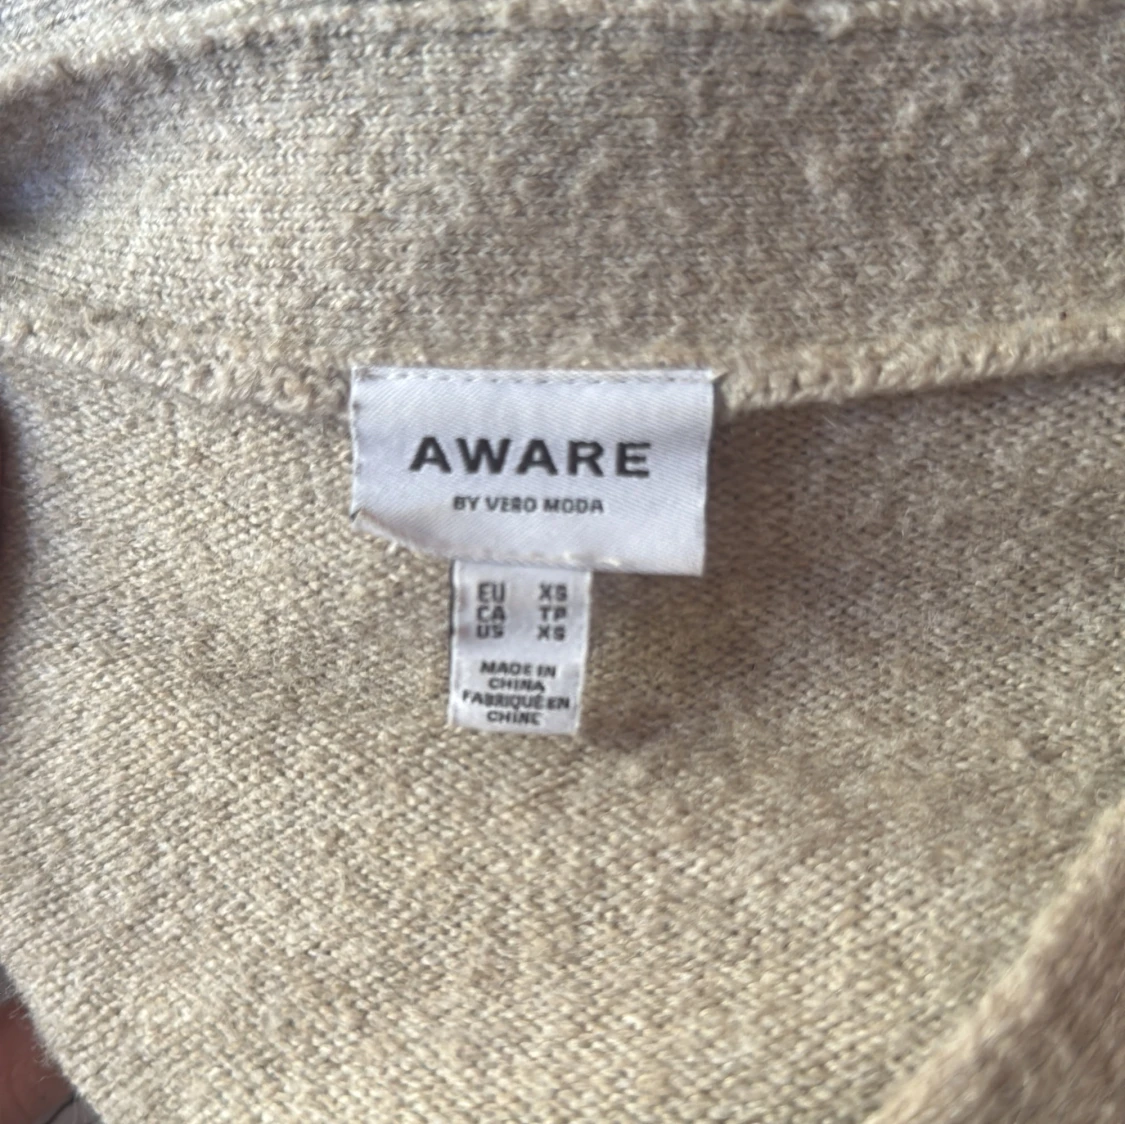 AWARE
BY VERO MODA
EU XS
CA TP
US XS
MADE IN
CHINA
FABRIQUÉ EN
CHINE